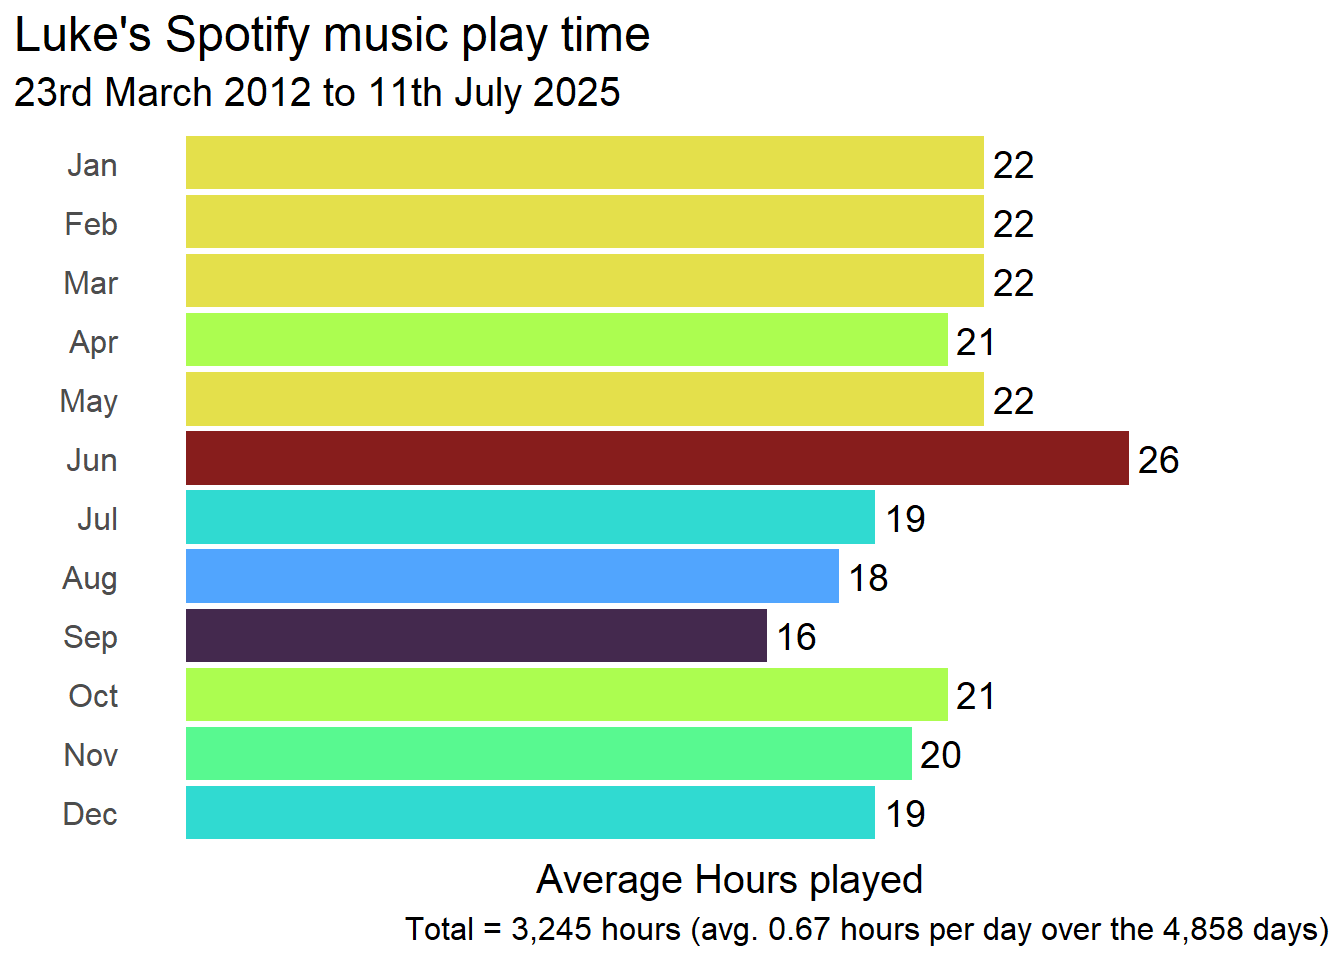 Luke's Spotify music play time
23rd March 2012 to 11th July 2025
Jan 22
Feb 22
Mar 22
Apr 21
May 22
Jun 26
Jul 19
Aug 18
Sep 16
Oct 21
Nov 20
Dec 19
Average Hours played
Total = 3,245 hours (avg. 0.67 hours per day over the 4,858 days)